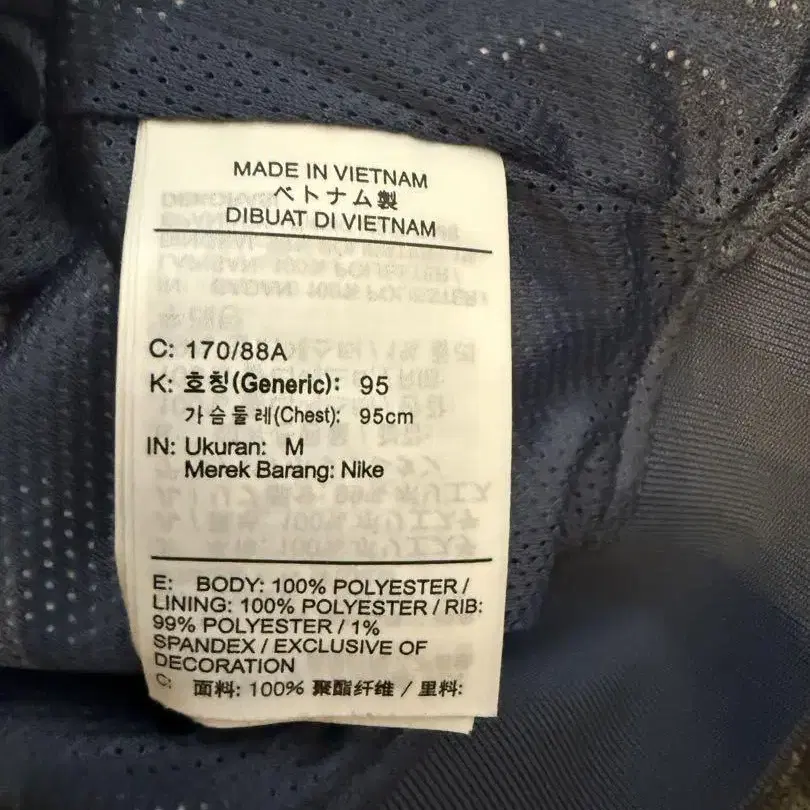 MADE IN VIETNAM
ベトナム製
DIBUAT DI VIETNAM
C: 170/88A
K: 호칭(Generic): 95
가슴둘레(Chest): 95cm
IN: Ukuran: M
Merek Barang: Nike
E: BODY: 100% POLYESTER /
LINING: 100% POLYESTER / RIB:
99% POLYESTER / 1%
SPANDEX / EXCLUSIVE OF
DECORATION
C: 面料: 100% 聚酯纤维 / 里料: